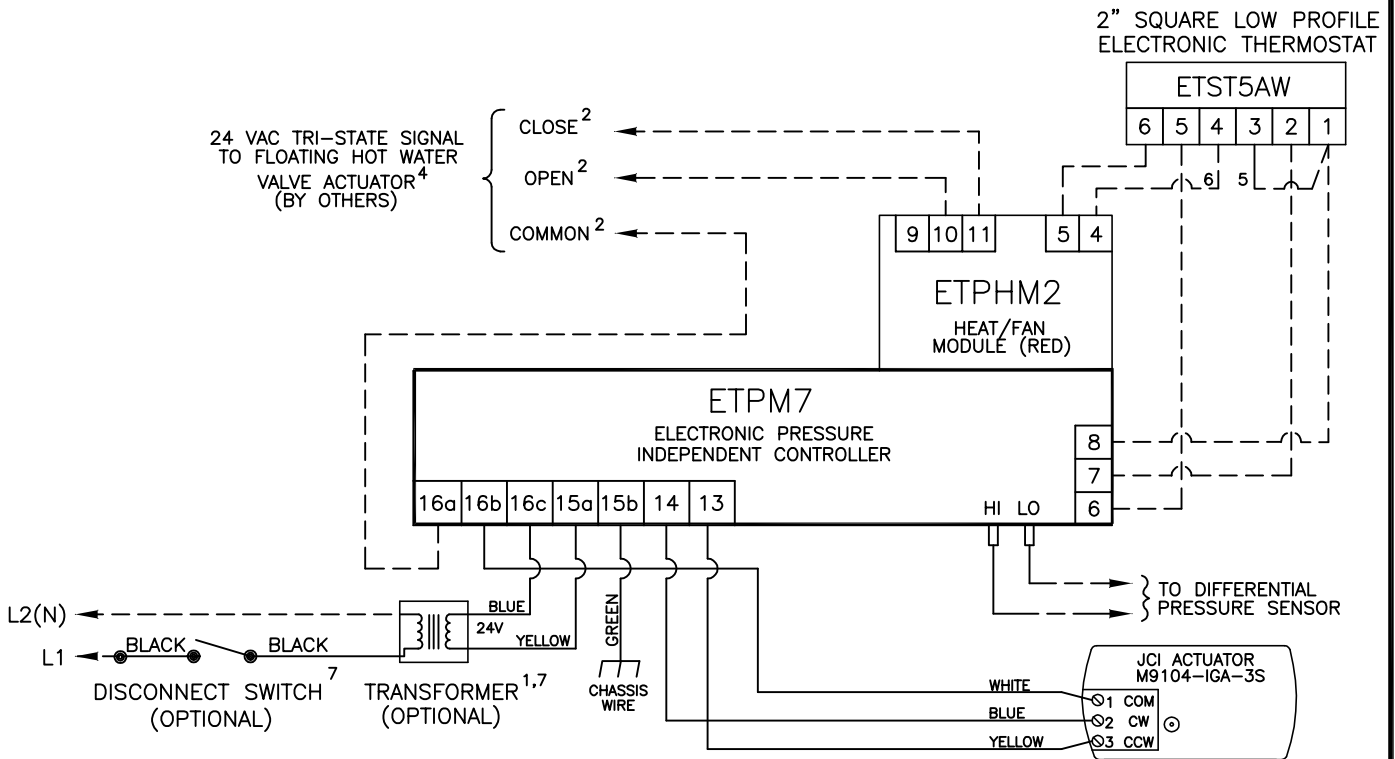 2” SQUARE LOW PROFILE
ELECTRONIC THERMOSTAT
ETST5AW
6 5 4 3 2 1
6 5
24 VAC TRI-STATE SIGNAL
TO FLOATING HOT WATER
VALVE ACTUATOR4
(BY OTHERS)
CLOSE2
OPEN2
COMMON2
9 10 11 5 4
ETPHM2
HEAT/FAN
MODULE (RED)
ETPM7
ELECTRONIC PRESSURE
INDEPENDENT CONTROLLER
8
7
6
16a 16b 16c 15a 15b 14 13
HI LO
TO DIFFERENTIAL
PRESSURE SENSOR
L2(N)
L1
BLACK
BLACK
BLUE
24V
YELLOW
GREEN
CHASSIS
WIRE
DISCONNECT SWITCH7
(OPTIONAL)
TRANSFORMER1,7
(OPTIONAL)
WHITE
BLUE
YELLOW
JCI ACTUATOR
M9104-IGA-3S
1 COM
2 CW
3 CCW